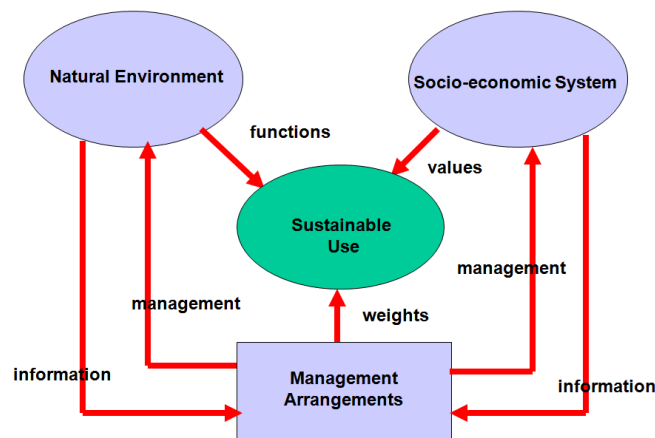 Natural Environment
Socio-economic System
functions
values
Sustainable
Use
management
management
weights
information
Management
Arrangements
information